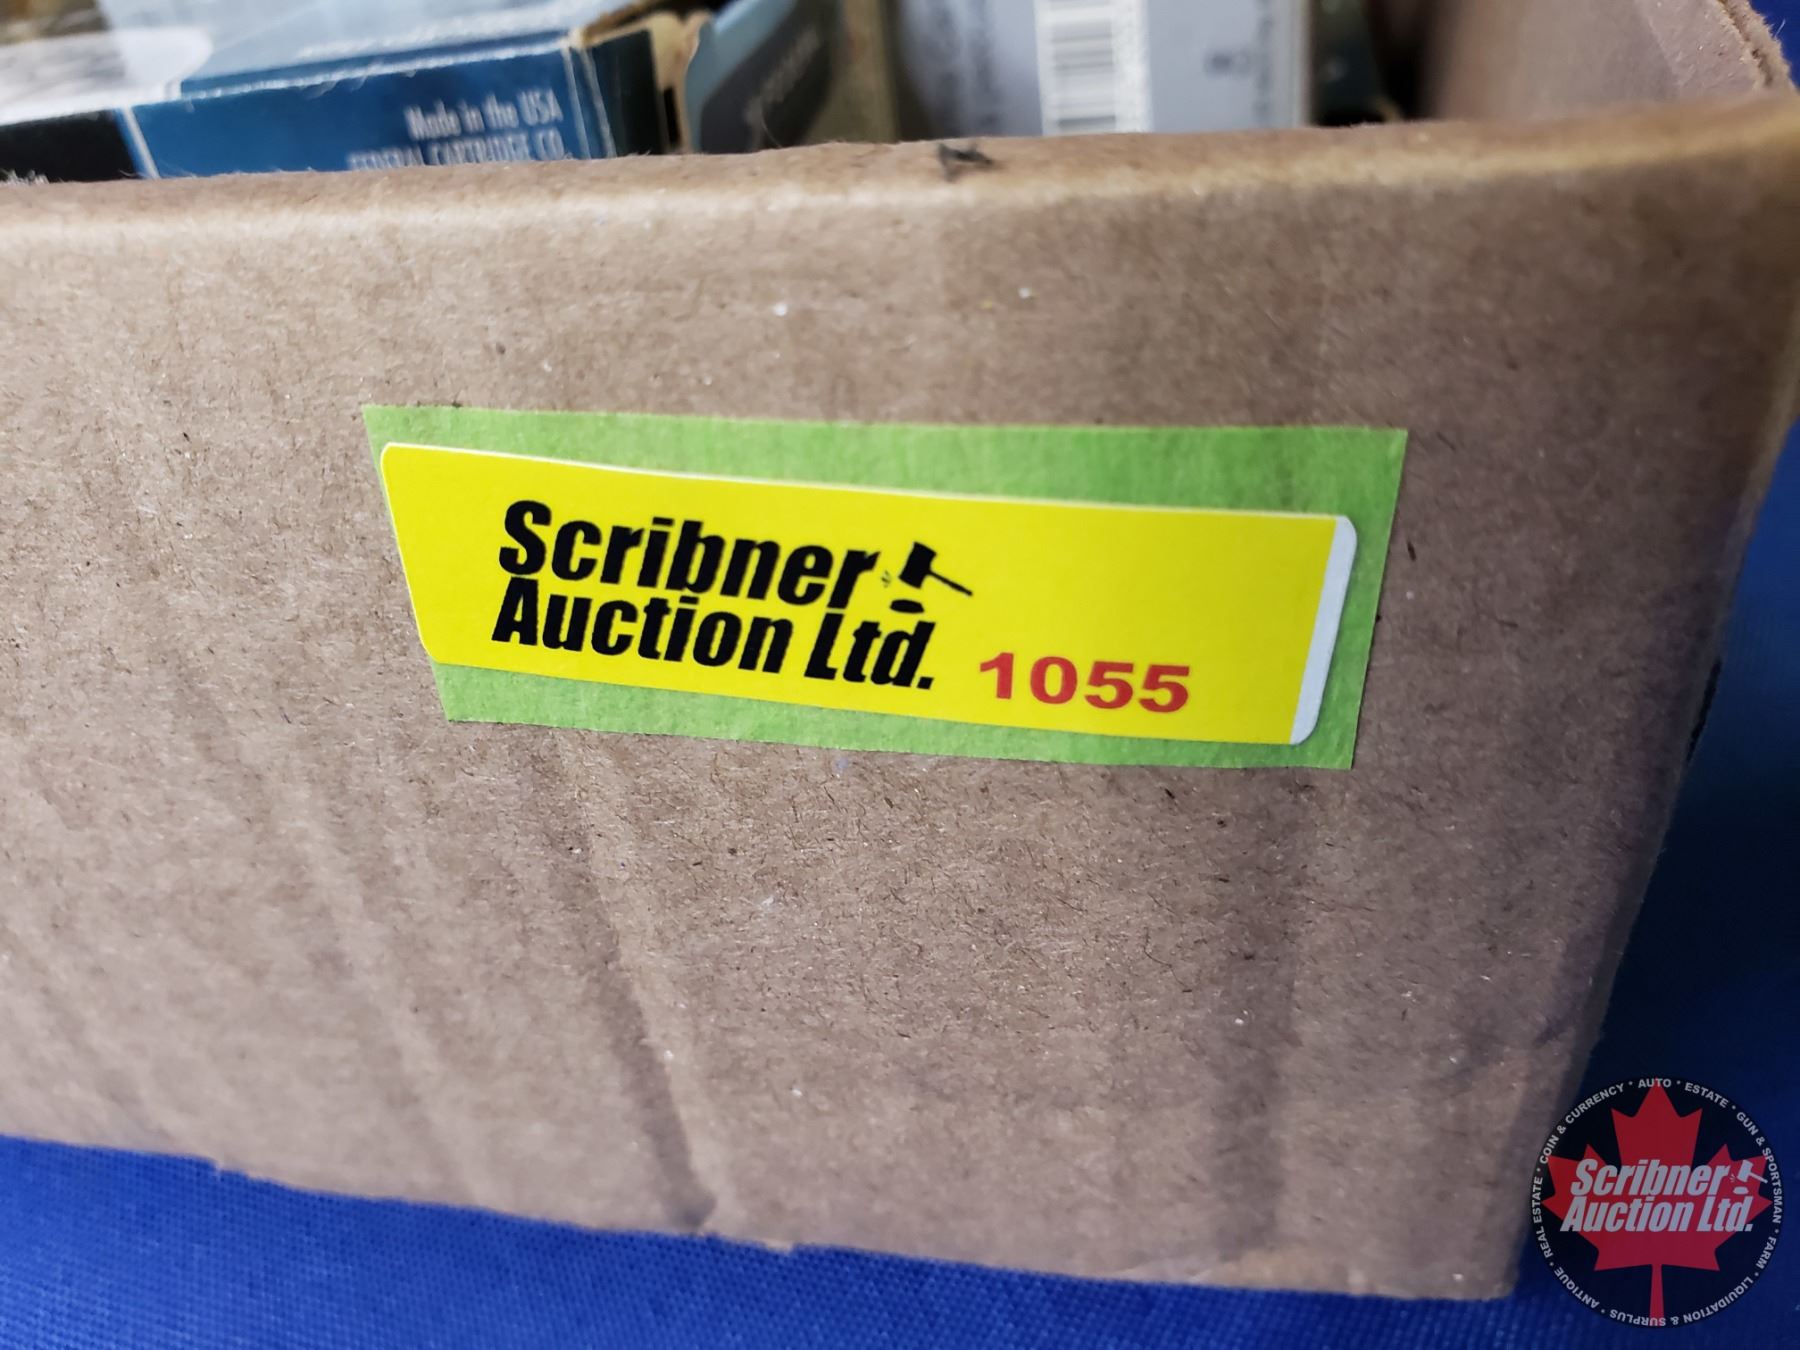 Made in the USA
FEDERAL CARTRIDGE CO.
Scribner
Auction Ltd. 1055
REAL ESTATE • COIN & CURRENCY • AUTO • ESTATE • GUN & SPORTSMAN • FARM • LIQUIDATION & SURPLUS • ANTIQUE •
Scribner
Auction Ltd.